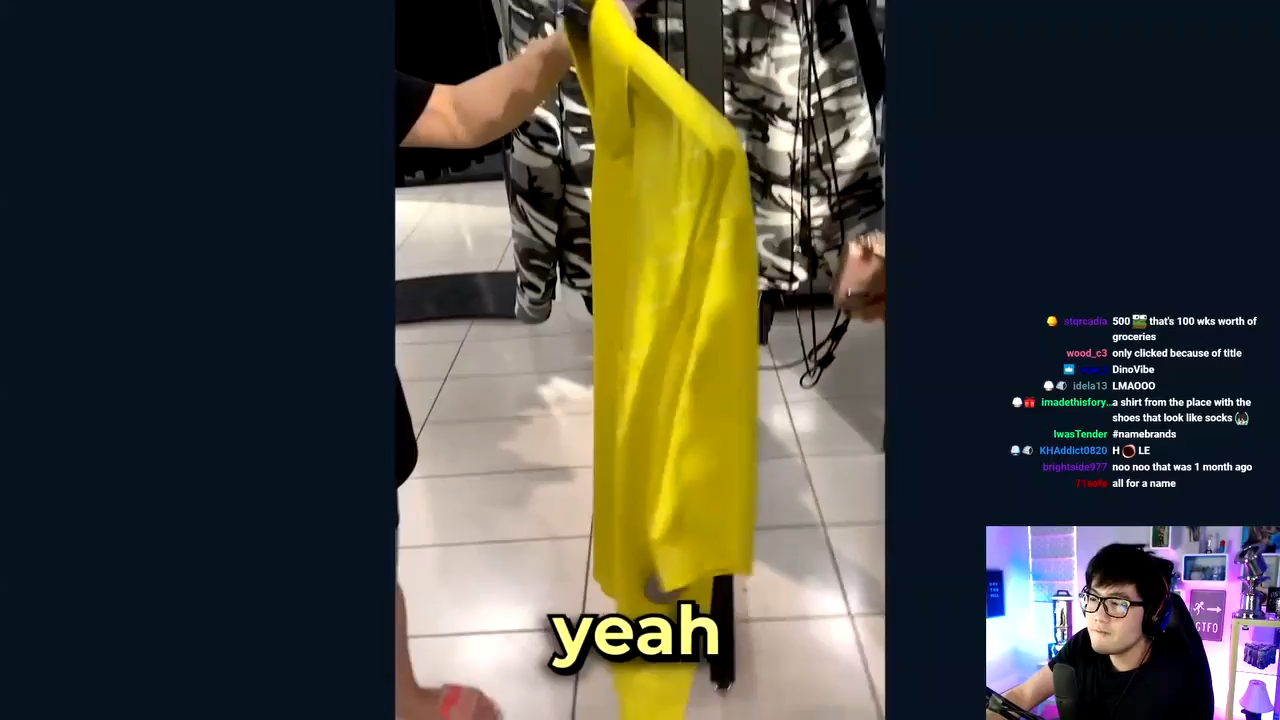 stqrcadia 500 that's 100 wks worth of
groceries
wood_c3 only clicked because of title
DinoVibe
idela13 LMAOOO
imadethisfory... a shirt from the place with the
shoes that look like socks
IwasTender #namebrands
KHAddict0820 H LE
brightside977 noo noo that was 1 month ago
all for a name
yeah
GTFO